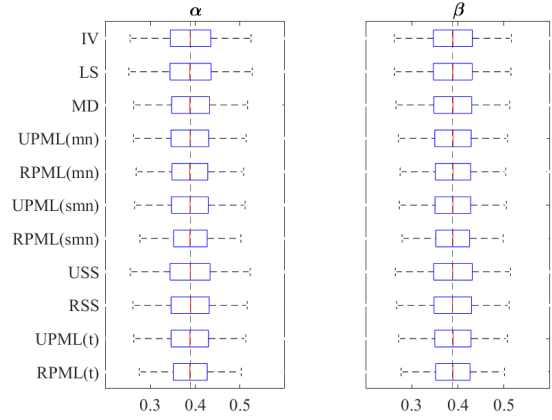 α β
IV
LS
MD
UPML(mn)
RPML(mn)
UPML(smn)
RPML(smn)
USS
RSS
UPML(t)
RPML(t)
0.3 0.4 0.5 0.3 0.4 0.5